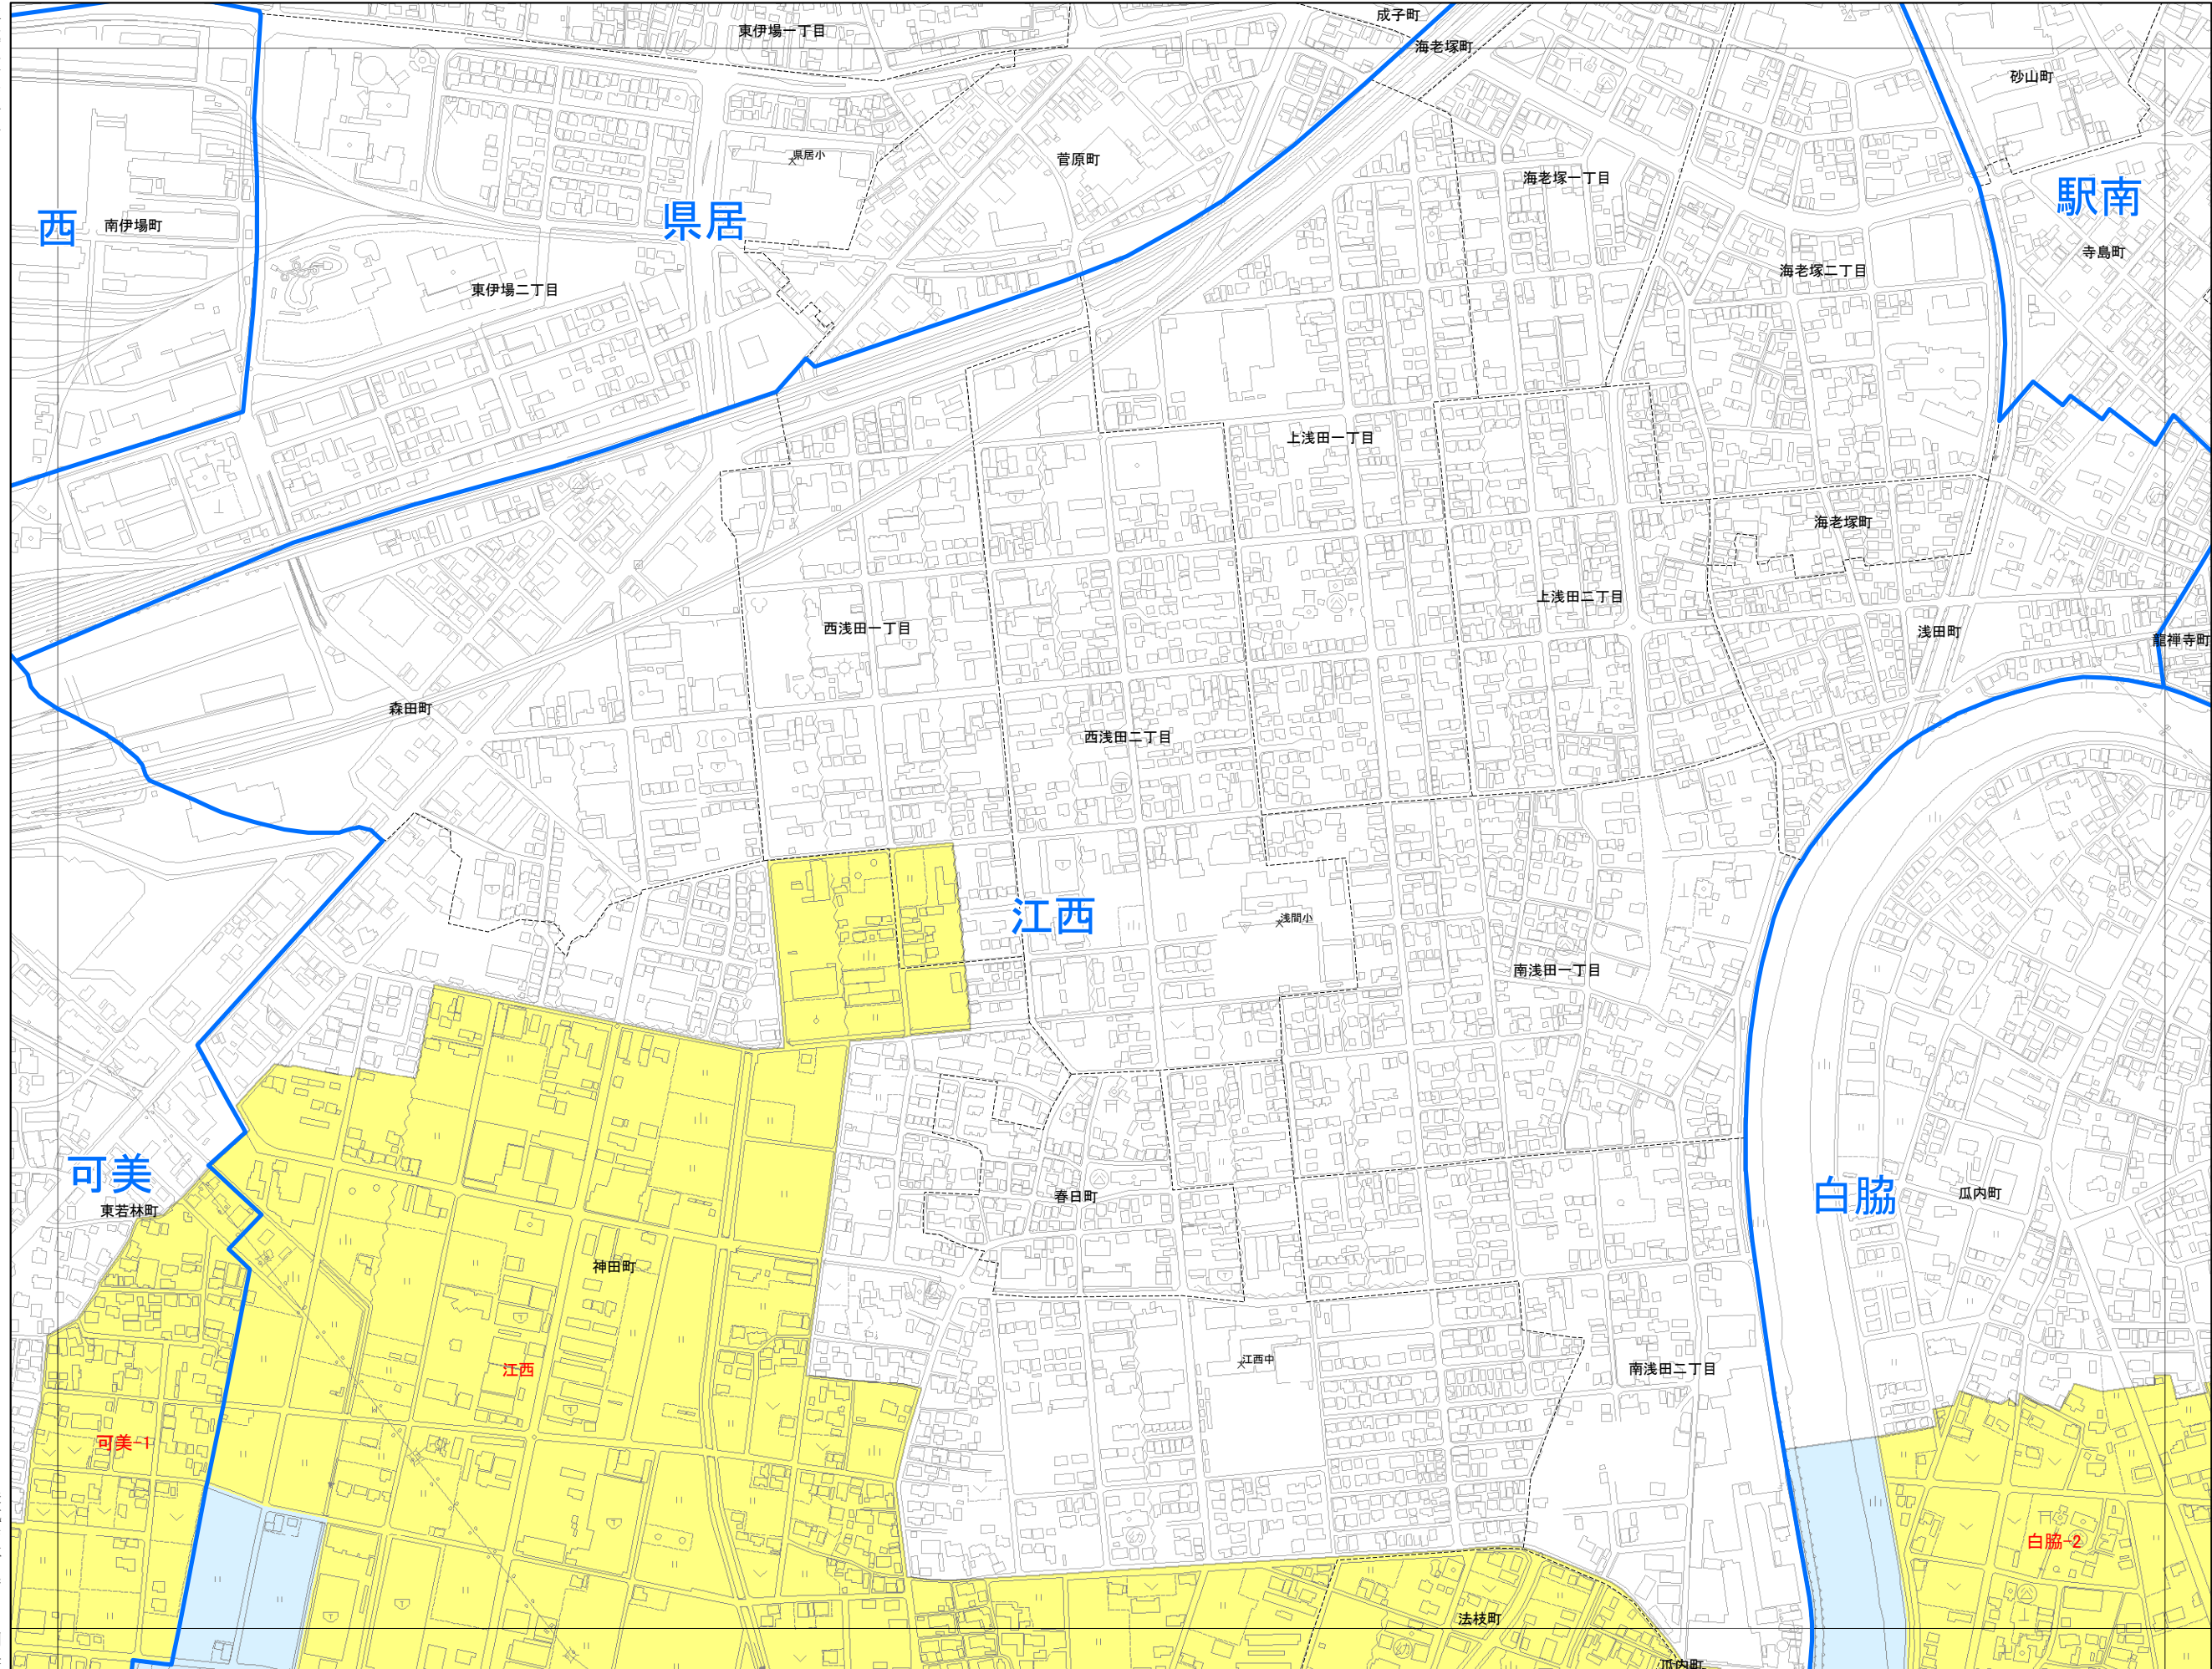 東伊場一丁目
成子町
海老塚町
砂山町
県居小
菅原町
海老塚一丁目
西
南伊場町
県居
駅南
寺島町
東伊場二丁目
海老塚二丁目
上浅田一丁目
海老塚町
上浅田二丁目
西浅田一丁目
浅田町
龍禅寺町
森田町
西浅田二丁目
江西
浅間小
南浅田一丁目
可美
東若林町
春日町
白脇
瓜内町
神田町
江西
江西中
南浅田二丁目
可美-1
白脇-2
法枝町
瓜内町